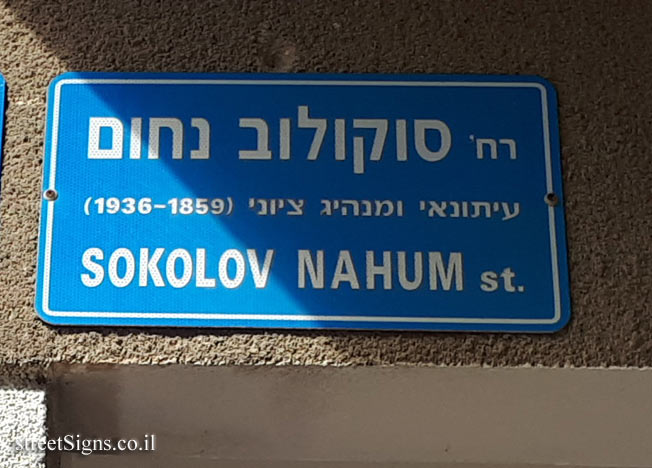 רח' סוקולוב נחום
עיתונאי ומנהיג ציוני (1936-1859)
SOKOLOV NAHUM st.
streetSigns.co.il